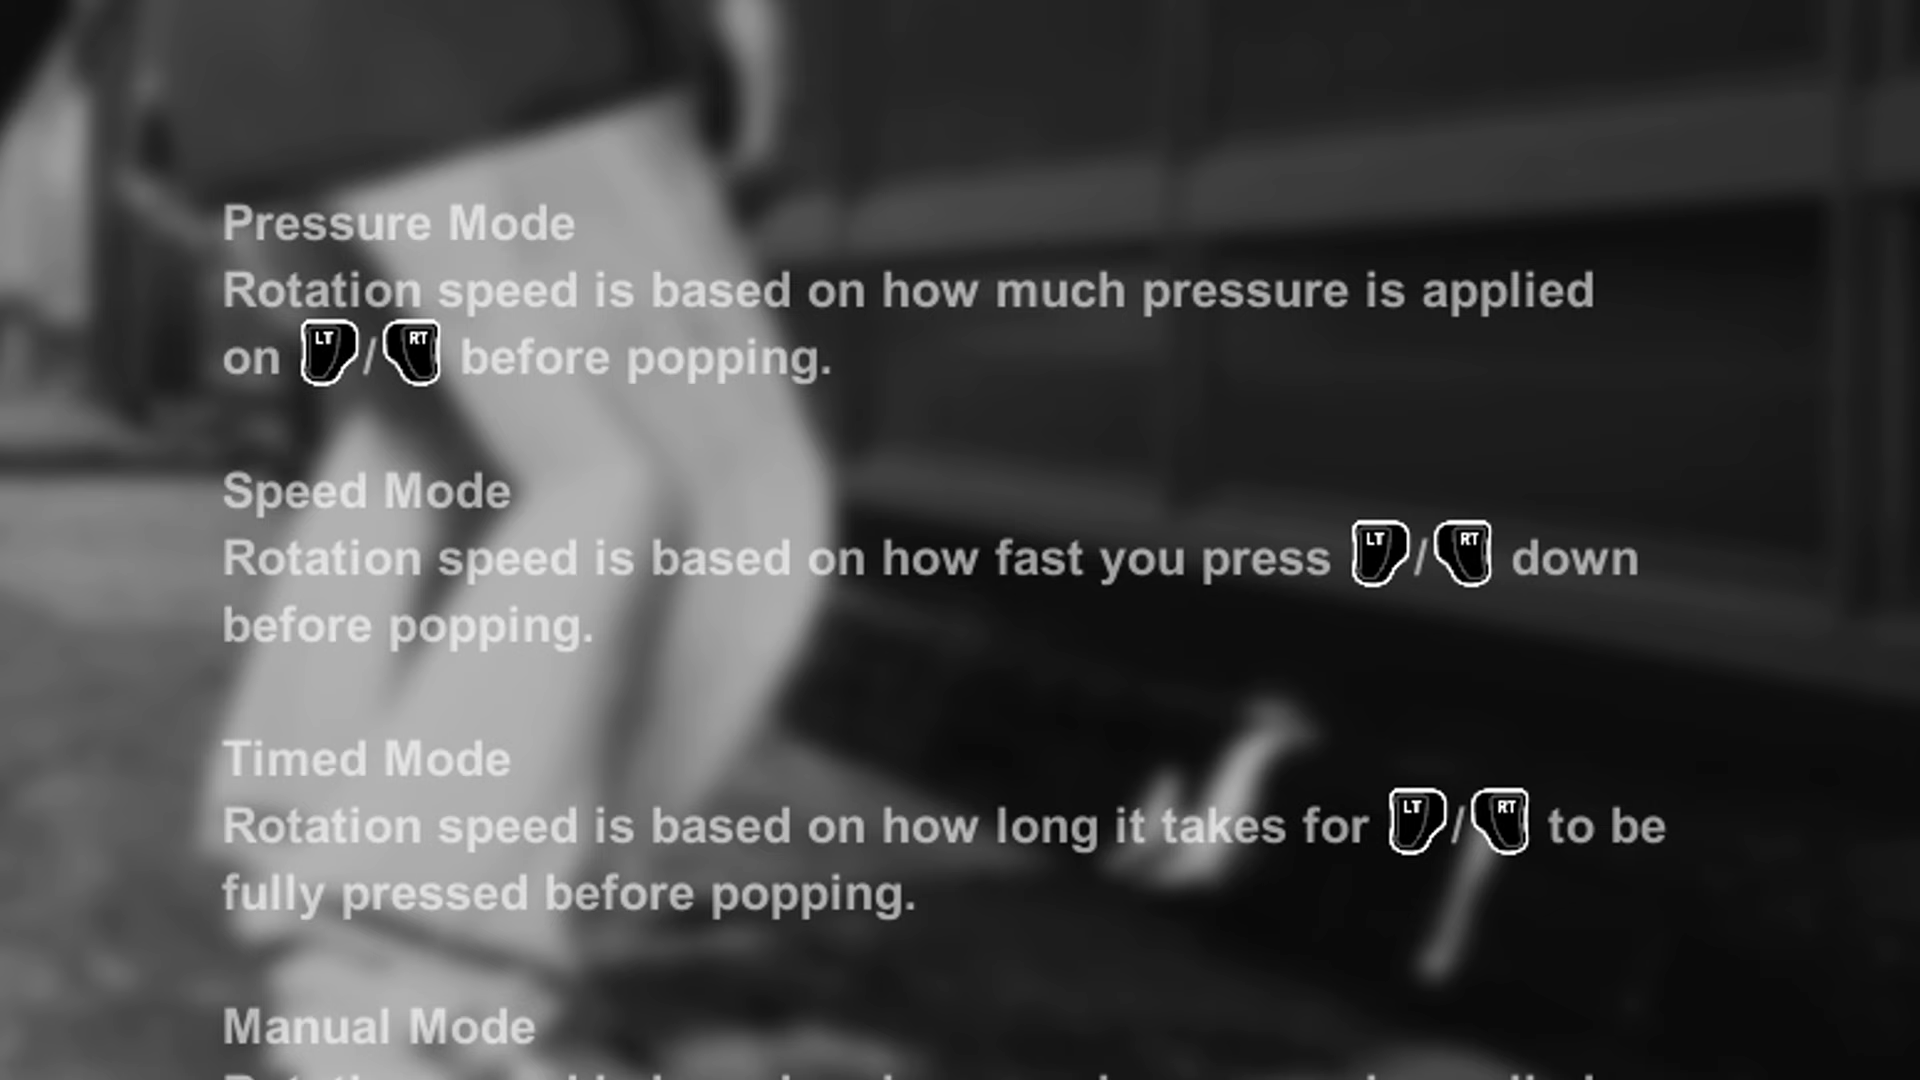 Pressure Mode
Rotation speed is based on how much pressure is applied
on LT/RT before popping.
Speed Mode
Rotation speed is based on how fast you press LT/RT down
before popping.
Timed Mode
Rotation speed is based on how long it takes for LT/RT to be
fully pressed before popping.
Manual Mode